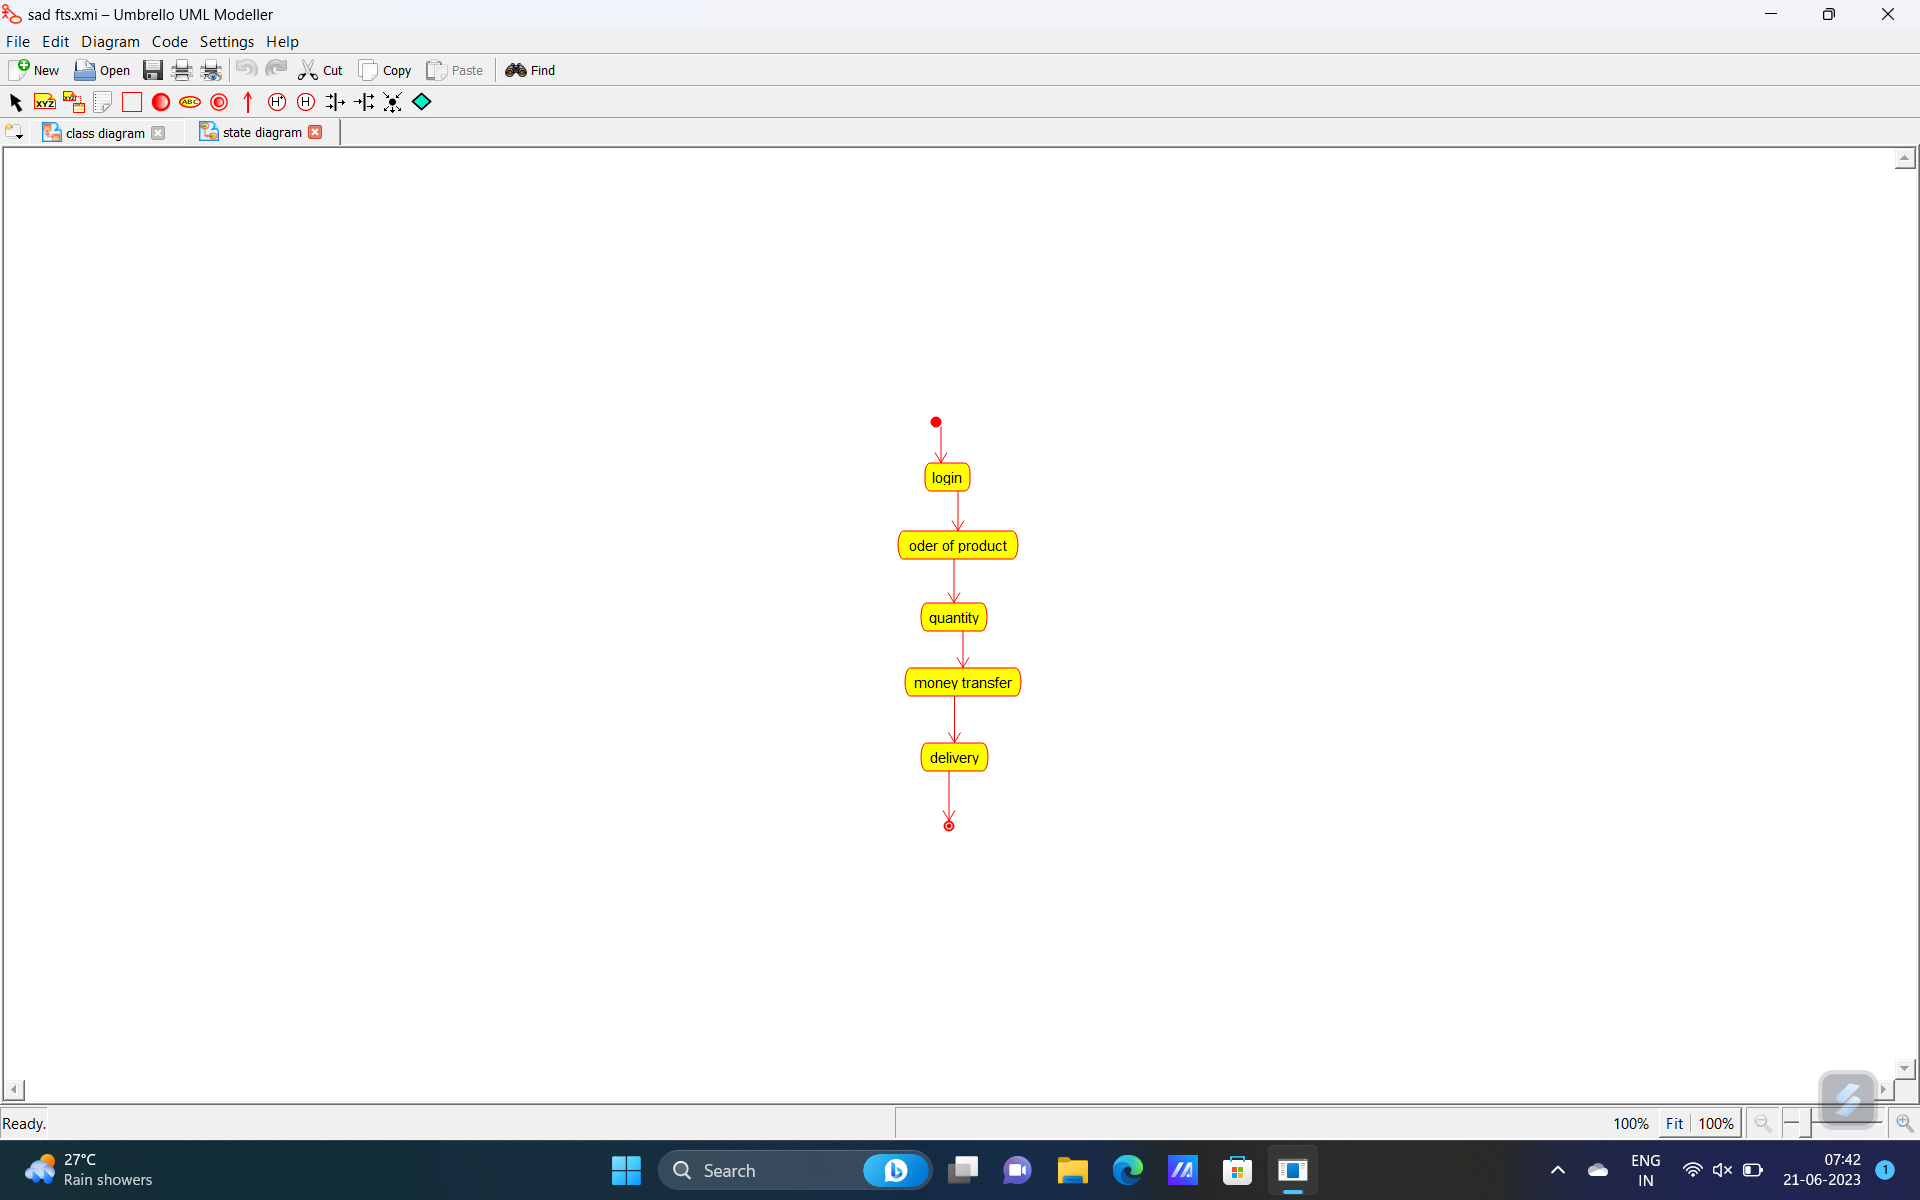 sad fts.xmi – Umbrello UML Modeller
File Edit Diagram Code Settings Help
New Open Cut Copy Paste Find
XYZ XYZ ABC H* H
class diagram state diagram
login
oder of product
quantity
money transfer
delivery
Ready. 100% Fit 100%
27°C
Rain showers
Search
ENG
IN
07:42
21-06-2023
1